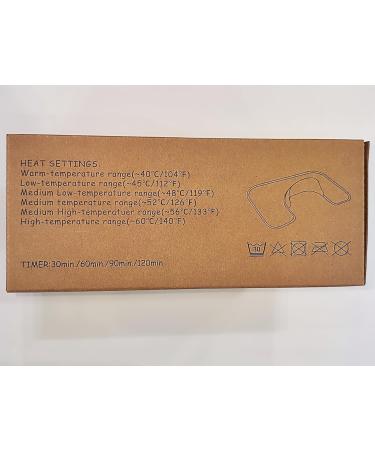 HEAT SETTINGS:
Warm-temperature range(~40°C/104°F)
Low-temperature range(~45°C/112°F)
Medium Low-temperature range(~48°C/119°F)
Medium temperature range(~52°C/126°F)
Medium High-temperatuer range(~56°C/133°F)
High-temperature range(~60°C/140°F)
30
TIMER:30min./60min./90min./120min